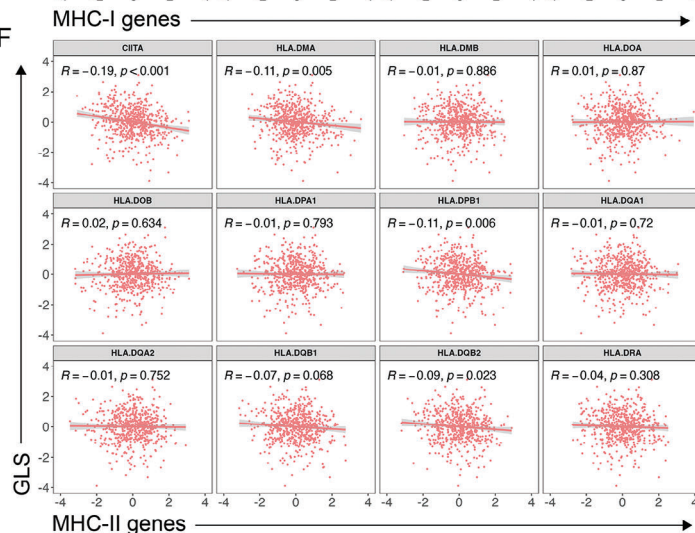 MHC-I genes
F
CIITA HLA.DMA HLA.DMB HLA.DOA
4 R = −0.19, p < 0.001 R = −0.11, p = 0.005 R = −0.01, p = 0.886 0.01, p = 0.87
2
0
-2
-4
HLA.DOB HLA.DPA1 HLA.DPB1 HLA.DQA1
4 R = 0.02, p = 0.634 R = −0.01, p = 0.793 R = −0.11, p = 0.006 R = −0.01, p = 0.72
2
0
-2
-4
HLA.DQA2 HLA.DQB1 HLA.DQB2 HLA.DRA
4 R = −0.01, p = 0.752 R = −0.07, p = 0.068 R = −0.09, p = 0.023 R = −0.04, p = 0.308
2
0
-2
-4
GLS
-4 -2 0 2 4 -4 -2 0 2 4 -4 -2 0 2 4 -4 -2 0 2 4
MHC-II genes